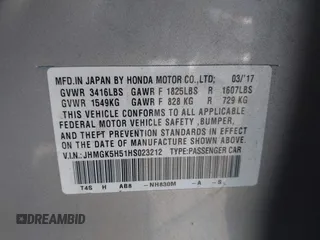 MFD. IN JAPAN BY HONDA MOTOR CO., LTD; 03/'17
GVWR 3416LBS GAWR F 1825LBS R 1607LBS
GVWR 1549KG GAWR F 828 KG R 729 KG
THIS VEHICLE CONFORMS TO ALL APPLICABLE
FEDERAL MOTOR VEHICLE SAFETY, BUMPER,
AND THEFT PREVENTION STANDARDS IN EFFECT
ON THE DATE OF MANUFACTURE SHOWN ABOVE.
V.I.N.: JHMGK5H51HS023212 TYPE: PASSENGER CAR
T4S H AB8 -NH830M -A -B
DREAMBID
dreambid.com